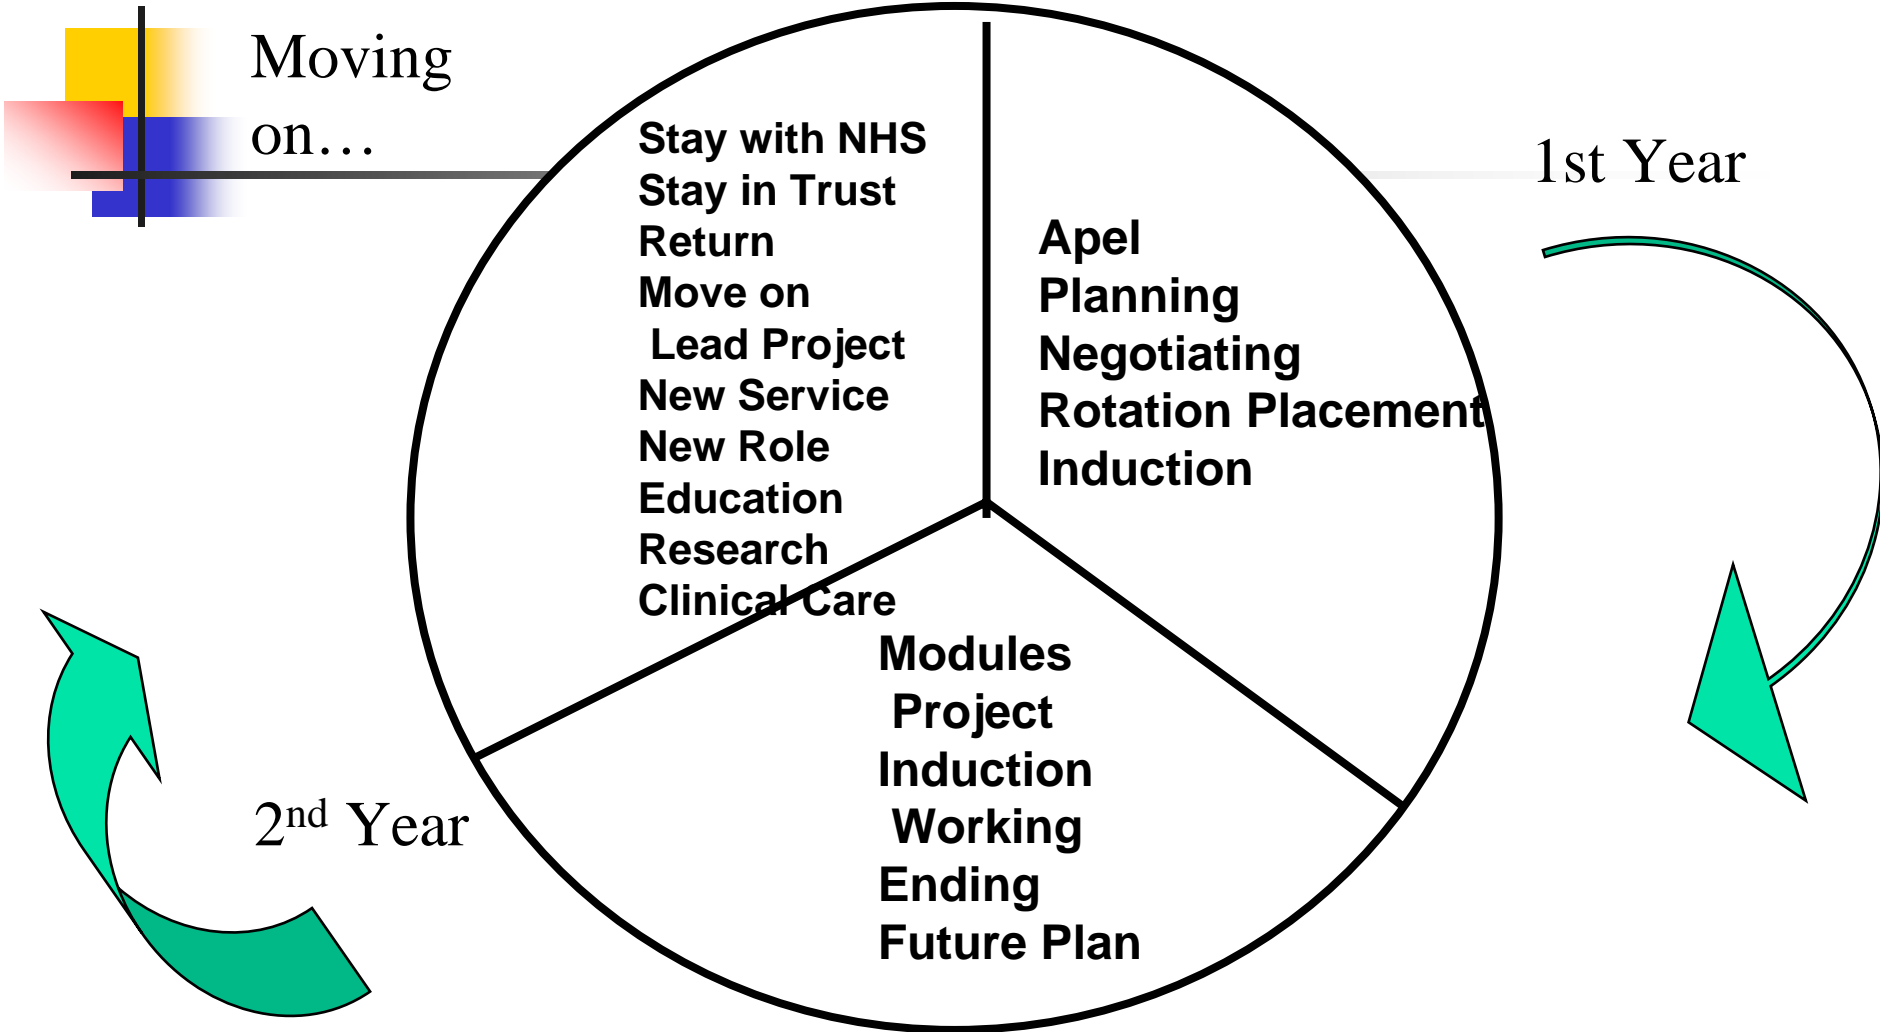 Moving
on…
Stay with NHS
Stay in Trust
Return
Move on
Lead Project
New Service
New Role
Education
Research
Clinical Care
1st Year
Apel
Planning
Negotiating
Rotation Placement
Induction
Modules
Project
Induction
Working
Ending
Future Plan
2nd Year